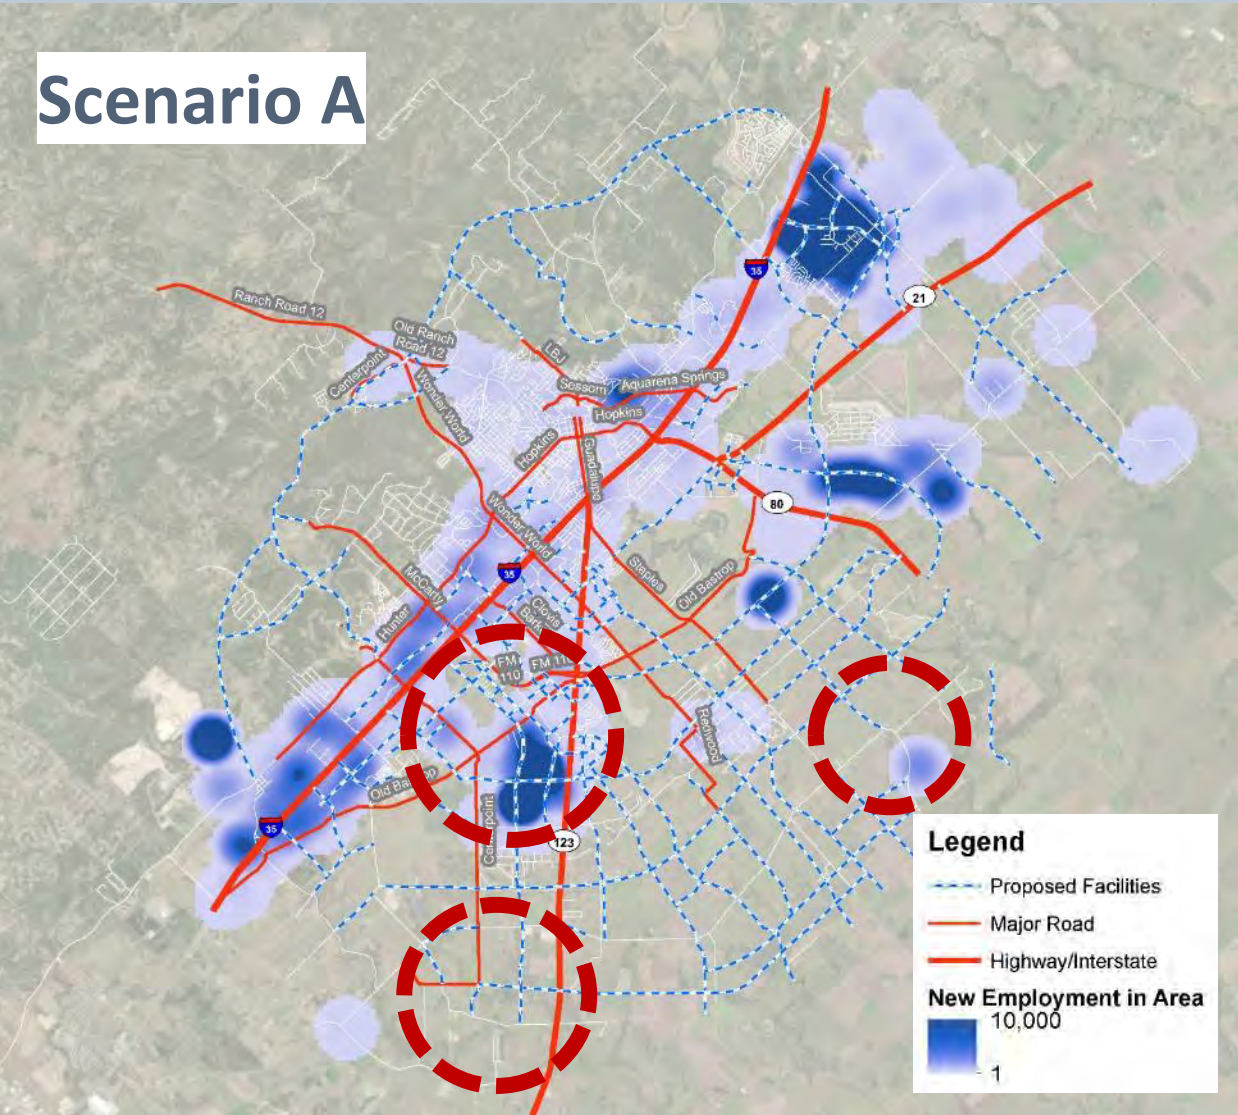 Scenario A
35
21
Ranch Road 12
Old Ranch
Road 12
Centerpoint
LBJ
Sessom
Aquarena Springs
Wonder World
Hopkins
Hopkins
Guadalupe
80
Wonder World
35
Staples
Old Bastrop
McCarty
Hunter
Clovis
Bark
FM
110
FM 110
Redwood
Old Bastrop
35
Centerpoint
123
Legend
Proposed Facilities
Major Road
Highway/Interstate
New Employment in Area
10,000
1